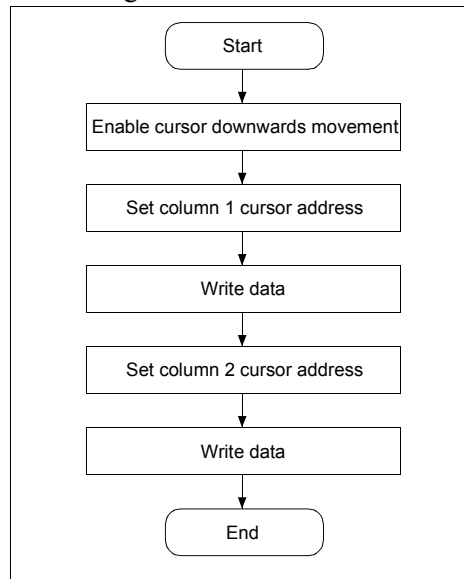 Start
Enable cursor downwards movement
Set column 1 cursor address
Write data
Set column 2 cursor address
Write data
End